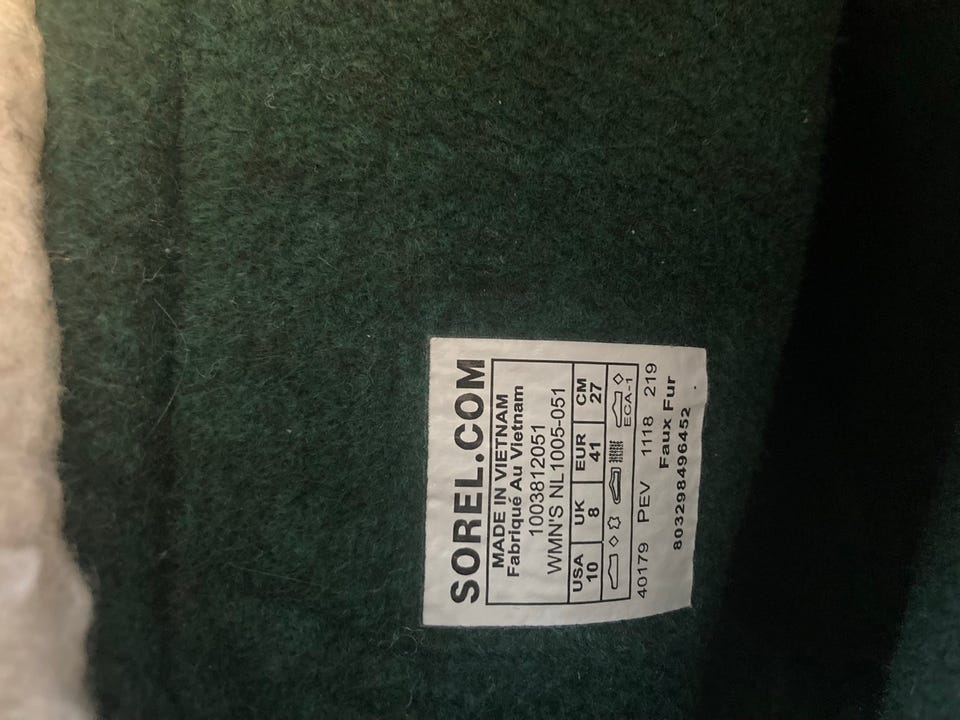 SOREL.COM
MADE IN VIETNAM
Fabriqué Au Vietnam
1003812051
WMN'S NL1005-051
USA UK EUR CM
10 8 41 27
ECA-1
40179 PEV 1118 219
Faux Fur
803298496452